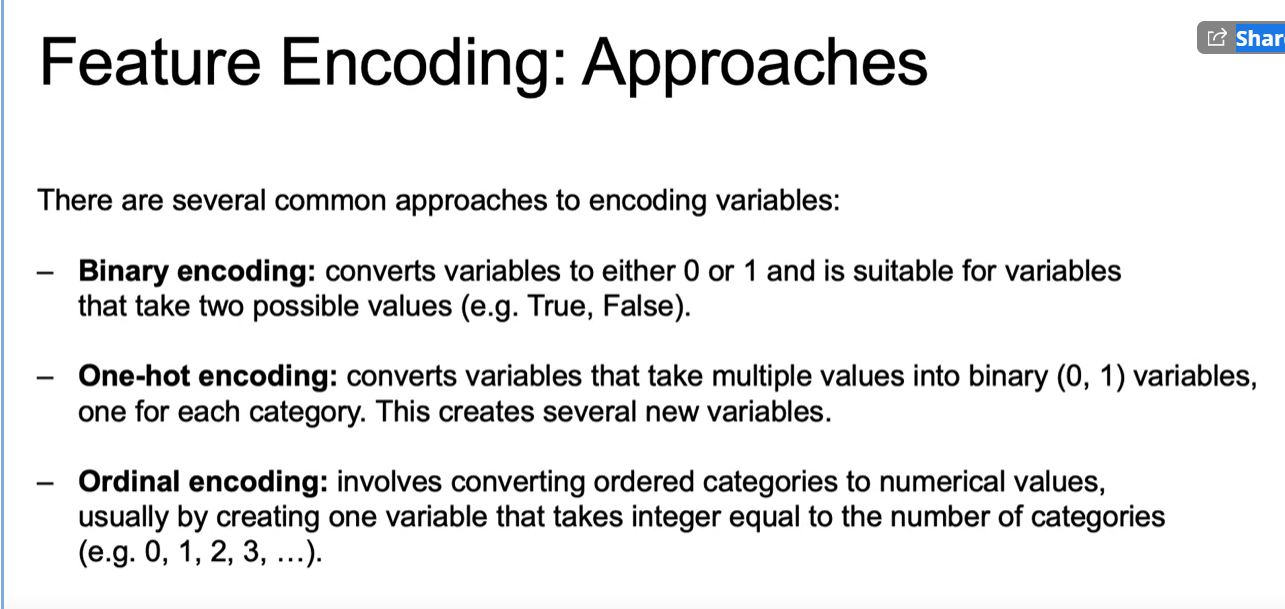 Feature Encoding: Approaches
Shar
There are several common approaches to encoding variables:
– Binary encoding: converts variables to either 0 or 1 and is suitable for variables
that take two possible values (e.g. True, False).
– One-hot encoding: converts variables that take multiple values into binary (0, 1) variables,
one for each category. This creates several new variables.
– Ordinal encoding: involves converting ordered categories to numerical values,
usually by creating one variable that takes integer equal to the number of categories
(e.g. 0, 1, 2, 3, …).